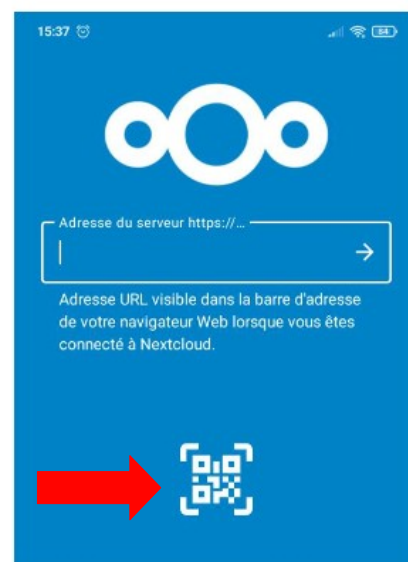 15:37
84
Adresse du serveur https://...
Adresse URL visible dans la barre d'adresse
de votre navigateur Web lorsque vous êtes
connecté à Nextcloud.